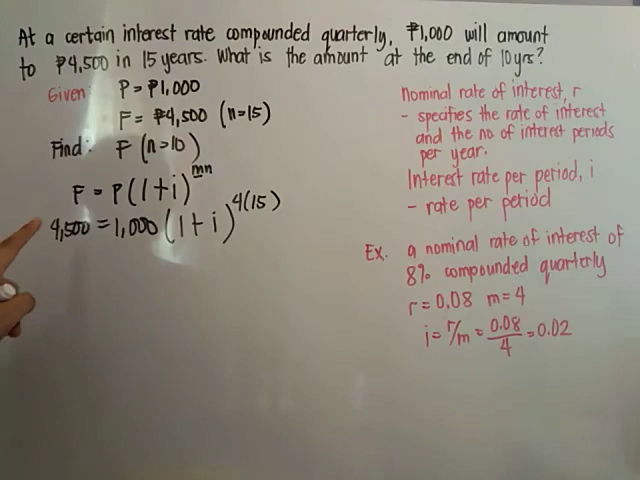 At a certain interest rate compounded quarterly, ₱1,000 will amount
to ₱4,500 in 15 years. What is the amount at the end of 10yrs?
Given: P = ₱1,000
F = ₱4,500 (n=15)
Find: F (n=10)
F = P(1+i)^mn
4,500 = 1,000 (1+i)^4(15)
Nominal rate of interest, r
- specifies the rate of interest
and the no of interest periods
per year.
Interest rate per period, i
- rate per period
Ex. a nominal rate of interest of
8% compounded quarterly
r = 0.08 m = 4
i = r/m = 0.08/4 = 0.02